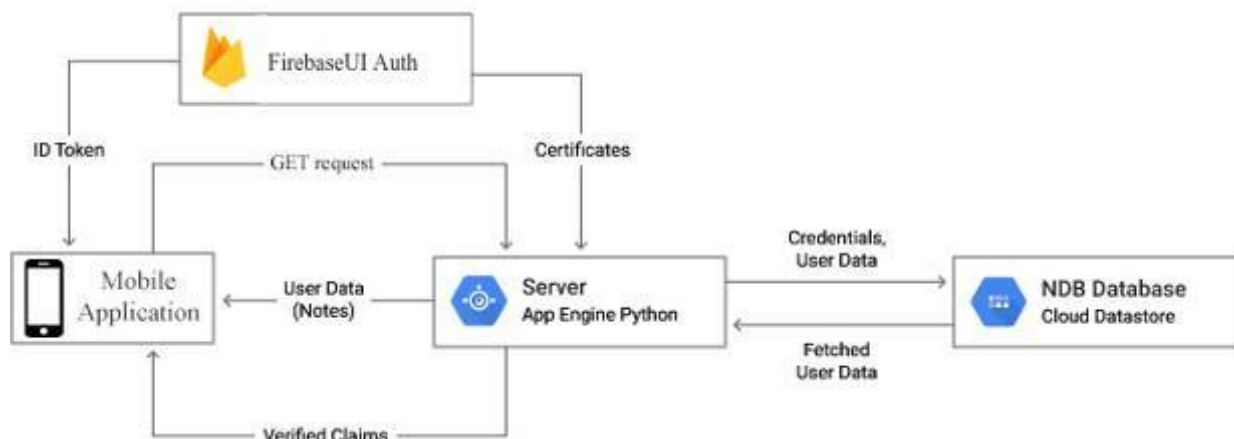 FirebaseUI Auth
ID Token
GET request
Certificates
Mobile
Application
User Data
(Notes)
Server
App Engine Python
Credentials,
User Data
NDB Database
Cloud Datastore
Fetched
User Data
Verified Claims